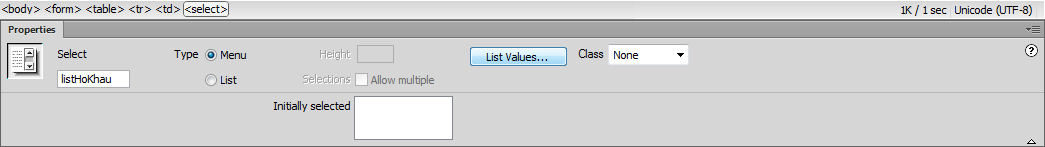 <body> <form> <table> <tr> <td> <select> 1K / 1 sec Unicode (UTF-8)
Properties
Select Type Menu Height List Values... Class None
listHoKhau List Selections Allow multiple
Initially selected